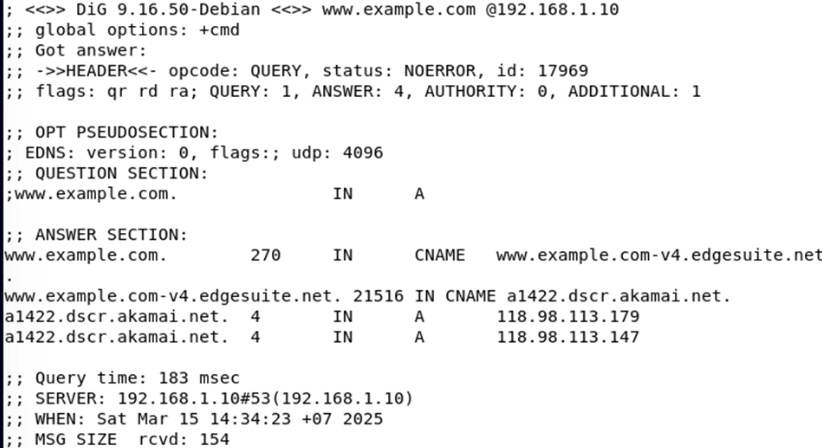 ; <<>> DiG 9.16.50-Debian <<>> www.example.com @192.168.1.10
;; global options: +cmd
;; Got answer:
;; ->>HEADER<<- opcode: QUERY, status: NOERROR, id: 17969
;; flags: qr rd ra; QUERY: 1, ANSWER: 4, AUTHORITY: 0, ADDITIONAL: 1

;; OPT PSEUDOSECTION:
; EDNS: version: 0, flags:; udp: 4096
;; QUESTION SECTION:
;www.example.com.               IN      A

;; ANSWER SECTION:
www.example.com.        270     IN      CNAME   www.example.com-v4.edgesuite.net
.
www.example.com-v4.edgesuite.net. 21516 IN CNAME a1422.dscr.akamai.net.
a1422.dscr.akamai.net.  4       IN      A       118.98.113.179
a1422.dscr.akamai.net.  4       IN      A       118.98.113.147

;; Query time: 183 msec
;; SERVER: 192.168.1.10#53(192.168.1.10)
;; WHEN: Sat Mar 15 14:34:23 +07 2025
;; MSG SIZE  rcvd: 154